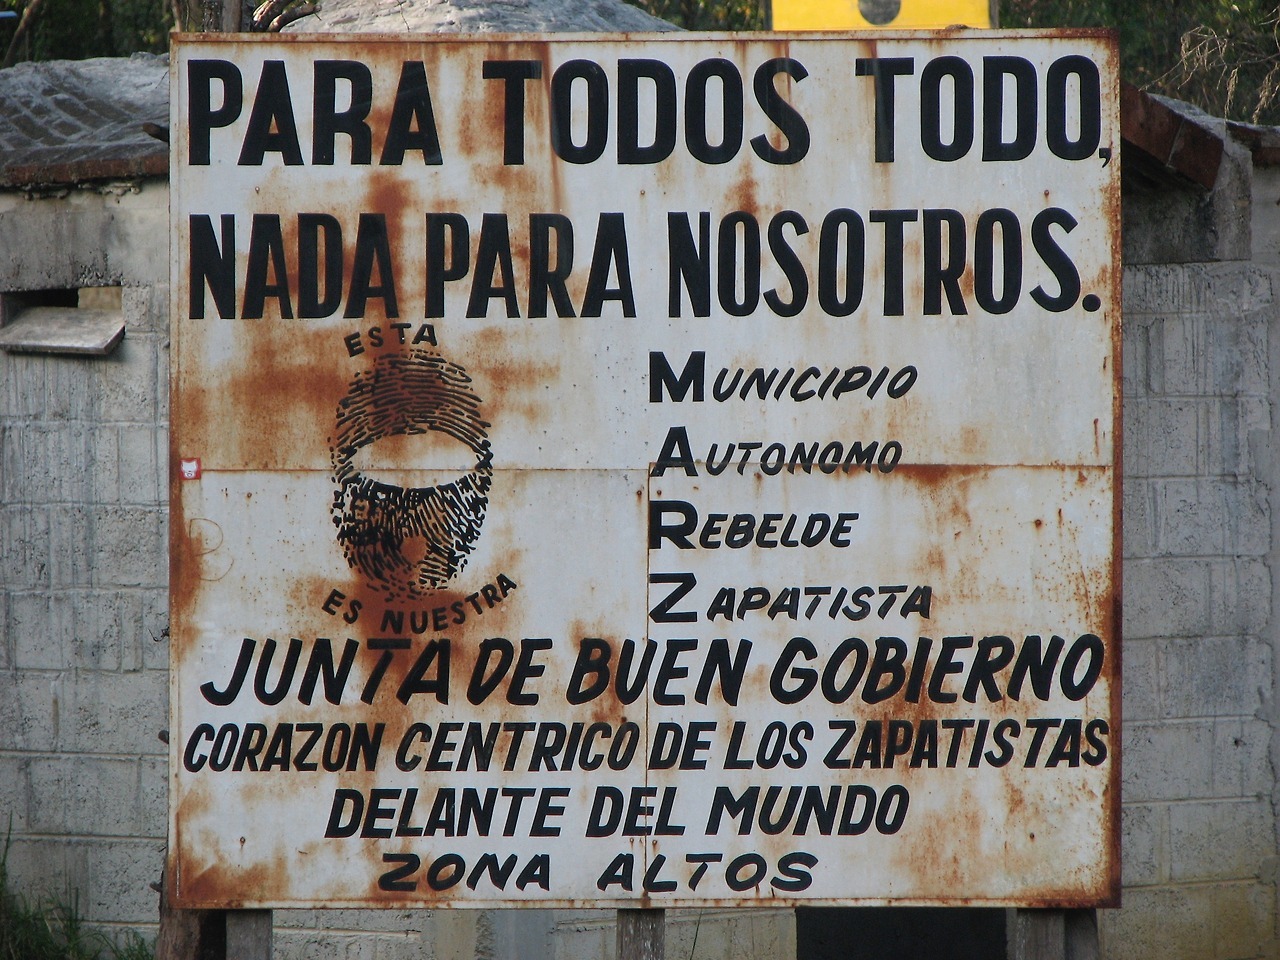 PARA TODOS TODO,
NADA PARA NOSOTROS.
ESTA
ES NUESTRA
MUNICIPIO
AUTONOMO
REBELDE
ZAPATISTA
JUNTA DE BUEN GOBIERNO
CORAZON CENTRICO DE LOS ZAPATISTAS
DELANTE DEL MUNDO
ZONA ALTOS